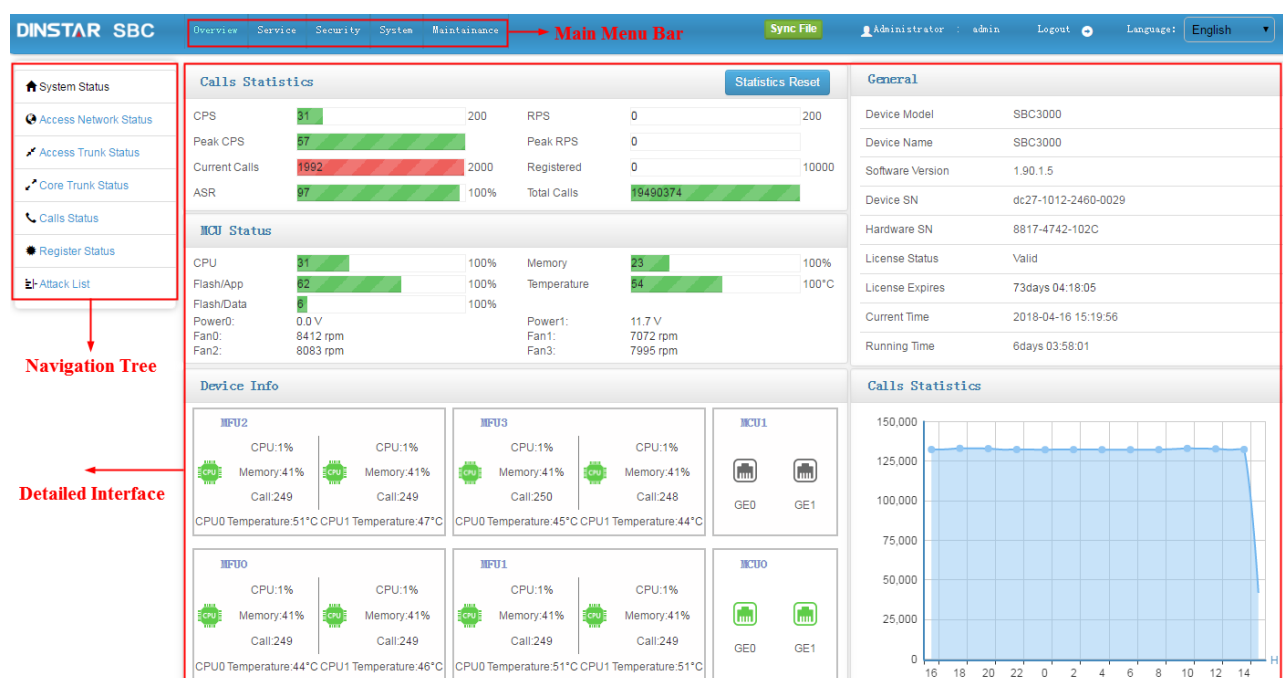 DINSTAR SBC
Overview Service Security System Maintainance
Main Menu Bar
Sync File
Administrator : admin
Logout
Language:
English
System Status
Access Network Status
Access Trunk Status
Core Trunk Status
Calls Status
Register Status
Attack List
Navigation Tree
Detailed Interface
Calls Statistics
Statistics Reset
CPS 31 200 RPS 0 200
Peak CPS 57 Peak RPS 0
Current Calls 1992 2000 Registered 0 10000
ASR 97 100% Total Calls 19490374
MCU Status
CPU 31 100% Memory 23 100%
Flash/App 62 100% Temperature 54 100°C
Flash/Data 6 100%
Power0: 0.0 V Power1: 11.7 V
Fan0: 8412 rpm Fan1: 7072 rpm
Fan2: 8083 rpm Fan3: 7995 rpm
Device Info
MFU2
CPU:1% CPU:1%
CPU Memory:41% CPU Memory:41%
Call:249 Call:249
CPU0 Temperature:51°C CPU1 Temperature:47°C
MFU3
CPU:1% CPU:1%
CPU Memory:41% CPU Memory:41%
Call:250 Call:248
CPU0 Temperature:45°C CPU1 Temperature:44°C
MCU1
GE0 GE1
MFU0
CPU:1% CPU:1%
CPU Memory:41% CPU Memory:41%
Call:249 Call:249
CPU0 Temperature:44°C CPU1 Temperature:46°C
MFU1
CPU:1% CPU:1%
CPU Memory:41% CPU Memory:41%
Call:249 Call:249
CPU0 Temperature:51°C CPU1 Temperature:51°C
MCU0
GE0 GE1
General
Device Model SBC3000
Device Name SBC3000
Software Version 1.90.1.5
Device SN dc27-1012-2460-0029
Hardware SN 8817-4742-102C
License Status Valid
License Expires 73days 04:18:05
Current Time 2018-04-16 15:19:56
Running Time 6days 03:58:01
Calls Statistics
150,000
125,000
100,000
75,000
50,000
25,000
0
H
16 18 20 22 0 2 4 6 8 10 12 14